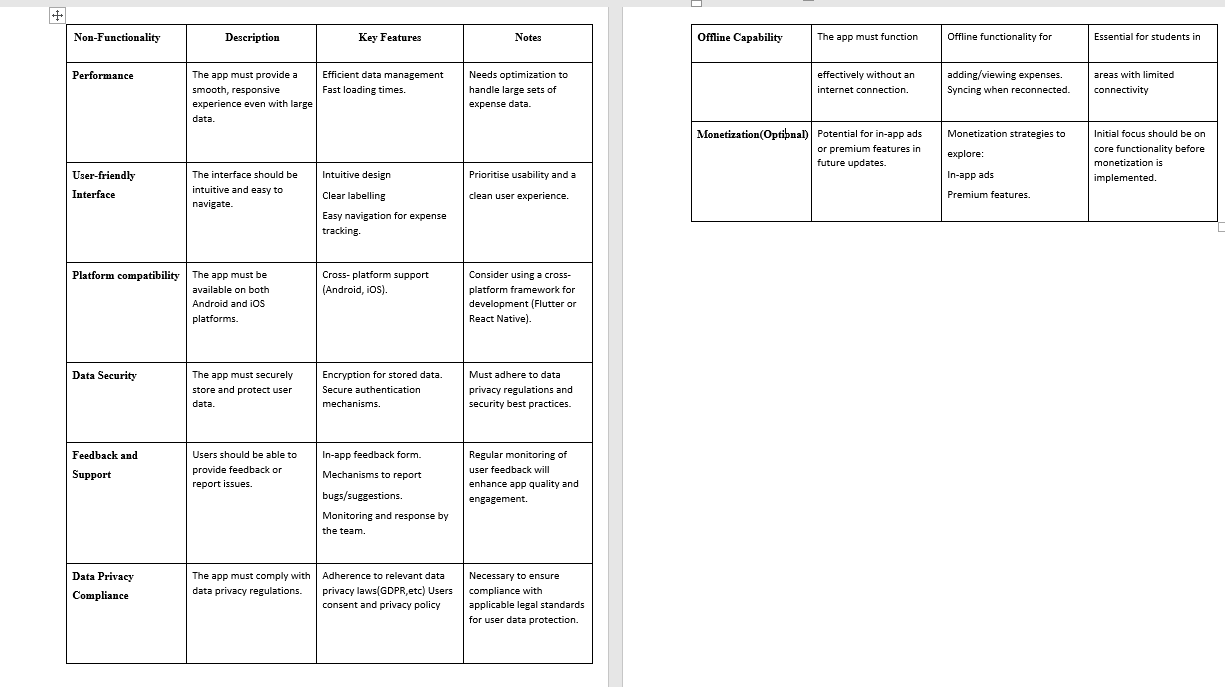 Non-Functionality Description Key Features Notes
Performance
The app must provide a
smooth, responsive
experience even with large
data.
Efficient data management
Fast loading times.
Needs optimization to
handle large sets of
expense data.
User-friendly
Interface
The interface should be
intuitive and easy to
navigate.
Intuitive design
Clear labelling
Easy navigation for expense
tracking.
Prioritise usability and a
clean user experience.
Platform compatibility
The app must be
available on both
Android and iOS
platforms.
Cross- platform support
(Android, iOS).
Consider using a cross-
platform framework for
development (Flutter or
React Native).
Data Security
The app must securely
store and protect user
data.
Encryption for stored data.
Secure authentication
mechanisms.
Must adhere to data
privacy regulations and
security best practices.
Feedback and
Support
Users should be able to
provide feedback or
report issues.
In-app feedback form.
Mechanisms to report
bugs/suggestions.
Monitoring and response by
the team.
Regular monitoring of
user feedback will
enhance app quality and
engagement.
Data Privacy
Compliance
The app must comply with
data privacy regulations.
Adherence to relevant data
privacy laws(GDPR,etc) Users
consent and privacy policy
Necessary to ensure
compliance with
applicable legal standards
for user data protection.
Offline Capability
The app must function
Offline functionality for
Essential for students in
effectively without an
internet connection.
adding/viewing expenses.
Syncing when reconnected.
areas with limited
connectivity
Monetization(Optional)
Potential for in-app ads
or premium features in
future updates.
Monetization strategies to
explore:
In-app ads
Premium features.
Initial focus should be on
core functionality before
monetization is
implemented.